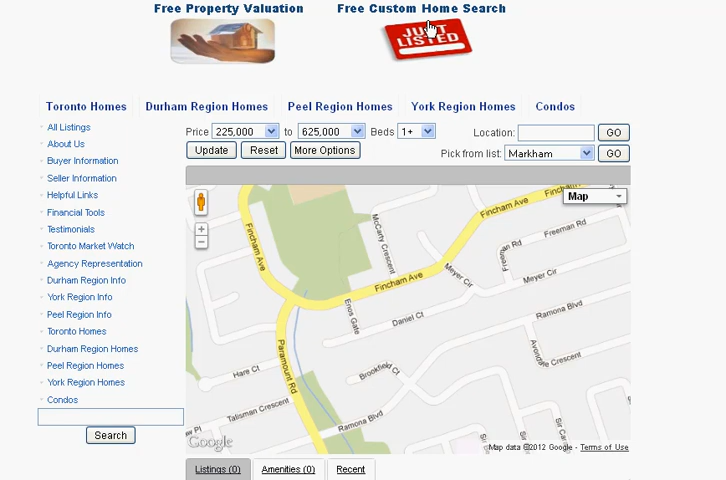 Free Property Valuation
Free Custom Home Search
JUST
LISTED
Toronto Homes
Durham Region Homes
Peel Region Homes
York Region Homes
Condos
All Listings
About Us
Buyer Information
Seller Information
Helpful Links
Financial Tools
Testimonials
Toronto Market Watch
Agency Representation
Durham Region Info
York Region Info
Peel Region Info
Toronto Homes
Durham Region Homes
Peel Region Homes
York Region Homes
Condos
Search
Price 225,000 to 625,000 Beds 1+
Location: GO
Update Reset More Options
Pick from list: Markham GO
Map
Fincham Ave
Fincham Ave
Fincham Ave
McCarty Crescent
Freeman Rd
Meyer Cir
Meyer Cir
Enos Gate
Daniel Ct
Ramona Blvd
Paramount Rd
Hare Ct
Brookfield Ct
Talisman Crescent
Ramona Blvd
Google
Map data ©2012 Google - Terms of Use
Listings (0)
Amenities (0)
Recent